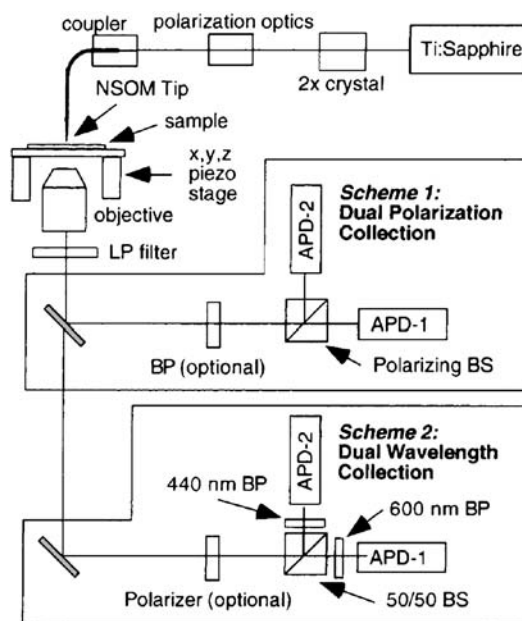 coupler
polarization optics
Ti:Sapphire
2x crystal
NSOM Tip
sample
x,y,z
piezo
stage
objective
LP filter
Scheme 1:
Dual Polarization
Collection
APD-2
APD-1
BP (optional)
Polarizing BS
Scheme 2:
Dual Wavelength
Collection
APD-2
440 nm BP
600 nm BP
APD-1
Polarizer (optional)
50/50 BS